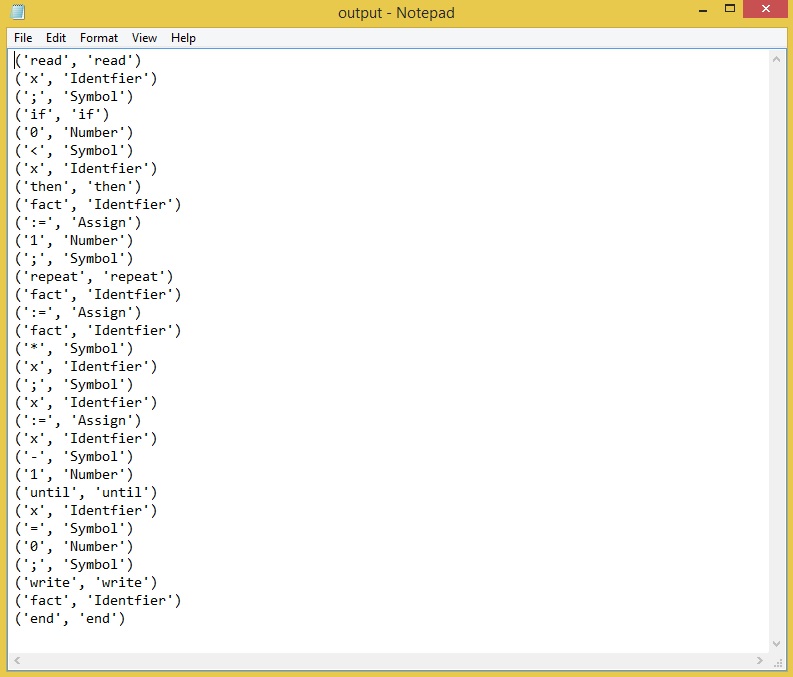 output - Notepad
File Edit Format View Help
('read', 'read')
('x', 'Identfier')
(';', 'Symbol')
('if', 'if')
('0', 'Number')
('<', 'Symbol')
('x', 'Identfier')
('then', 'then')
('fact', 'Identfier')
(':=', 'Assign')
('1', 'Number')
(';', 'Symbol')
('repeat', 'repeat')
('fact', 'Identfier')
(':=', 'Assign')
('fact', 'Identfier')
('*', 'Symbol')
('x', 'Identfier')
(';', 'Symbol')
('x', 'Identfier')
(':=', 'Assign')
('x', 'Identfier')
('-', 'Symbol')
('1', 'Number')
('until', 'until')
('x', 'Identfier')
('=', 'Symbol')
('0', 'Number')
(';', 'Symbol')
('write', 'write')
('fact', 'Identfier')
('end', 'end')